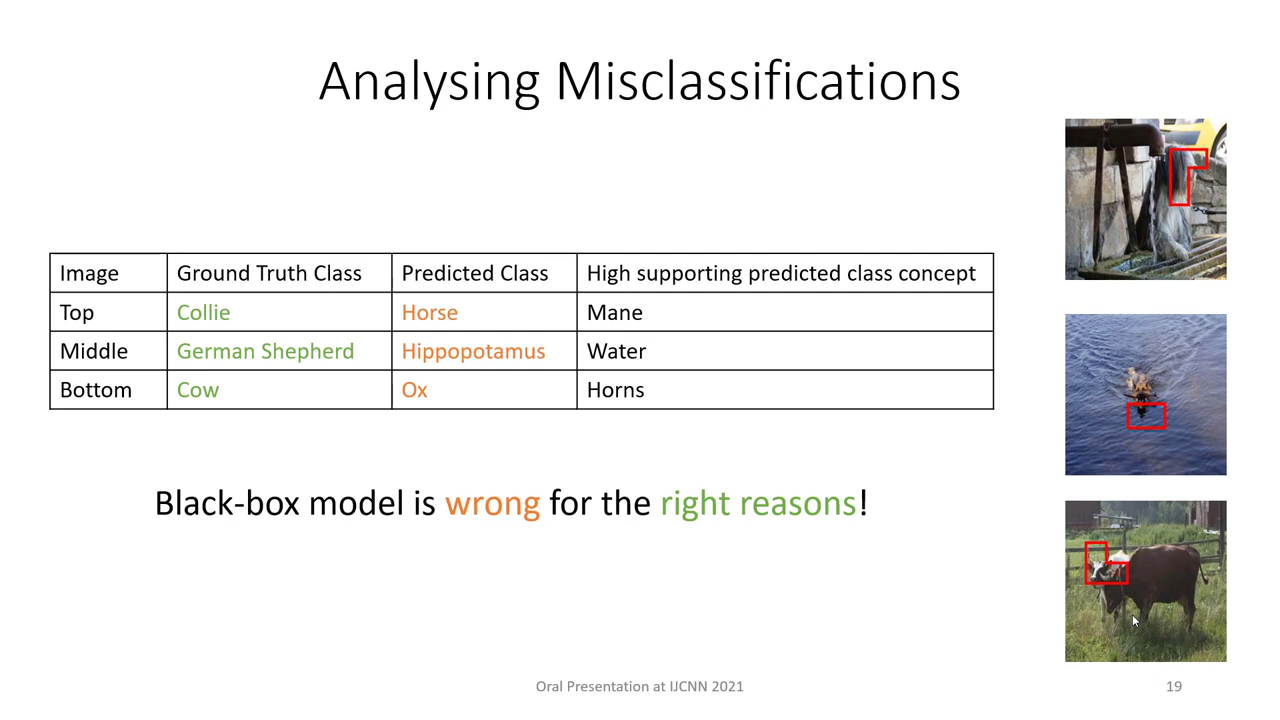 Analysing Misclassifications
Image Ground Truth Class Predicted Class High supporting predicted class concept
Top Collie Horse Mane
Middle German Shepherd Hippopotamus Water
Bottom Cow Ox Horns
Black-box model is wrong for the right reasons!
Oral Presentation at IJCNN 2021 19